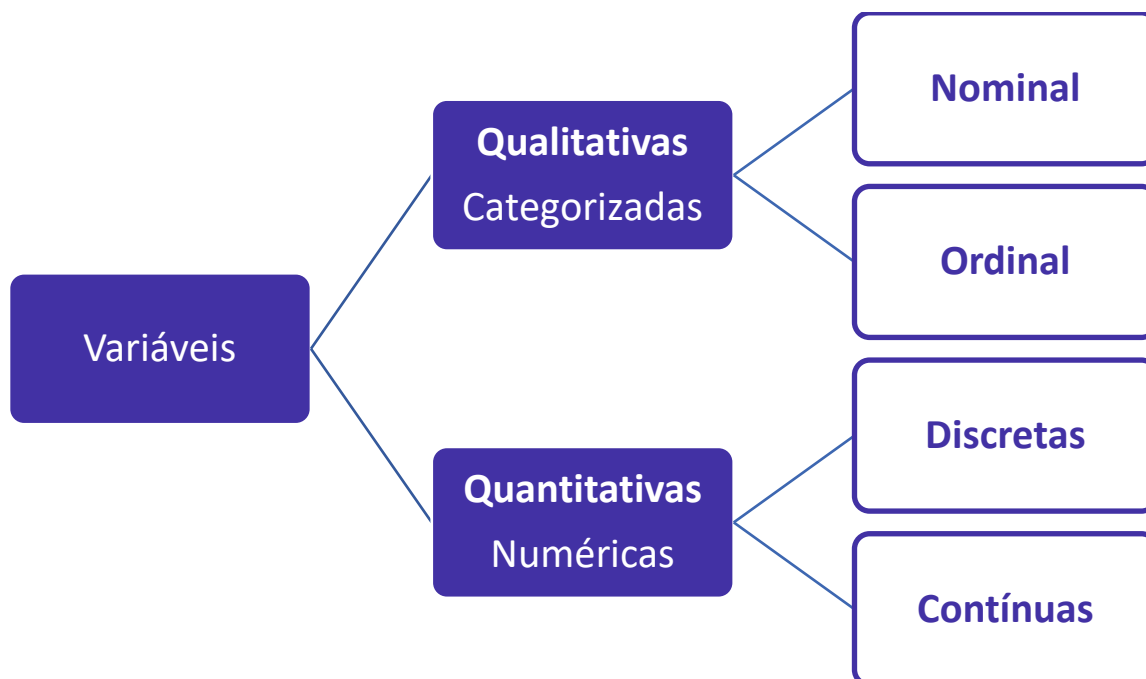 Variáveis
Qualitativas
Categorizadas
Nominal
Ordinal
Quantitativas
Numéricas
Discretas
Contínuas